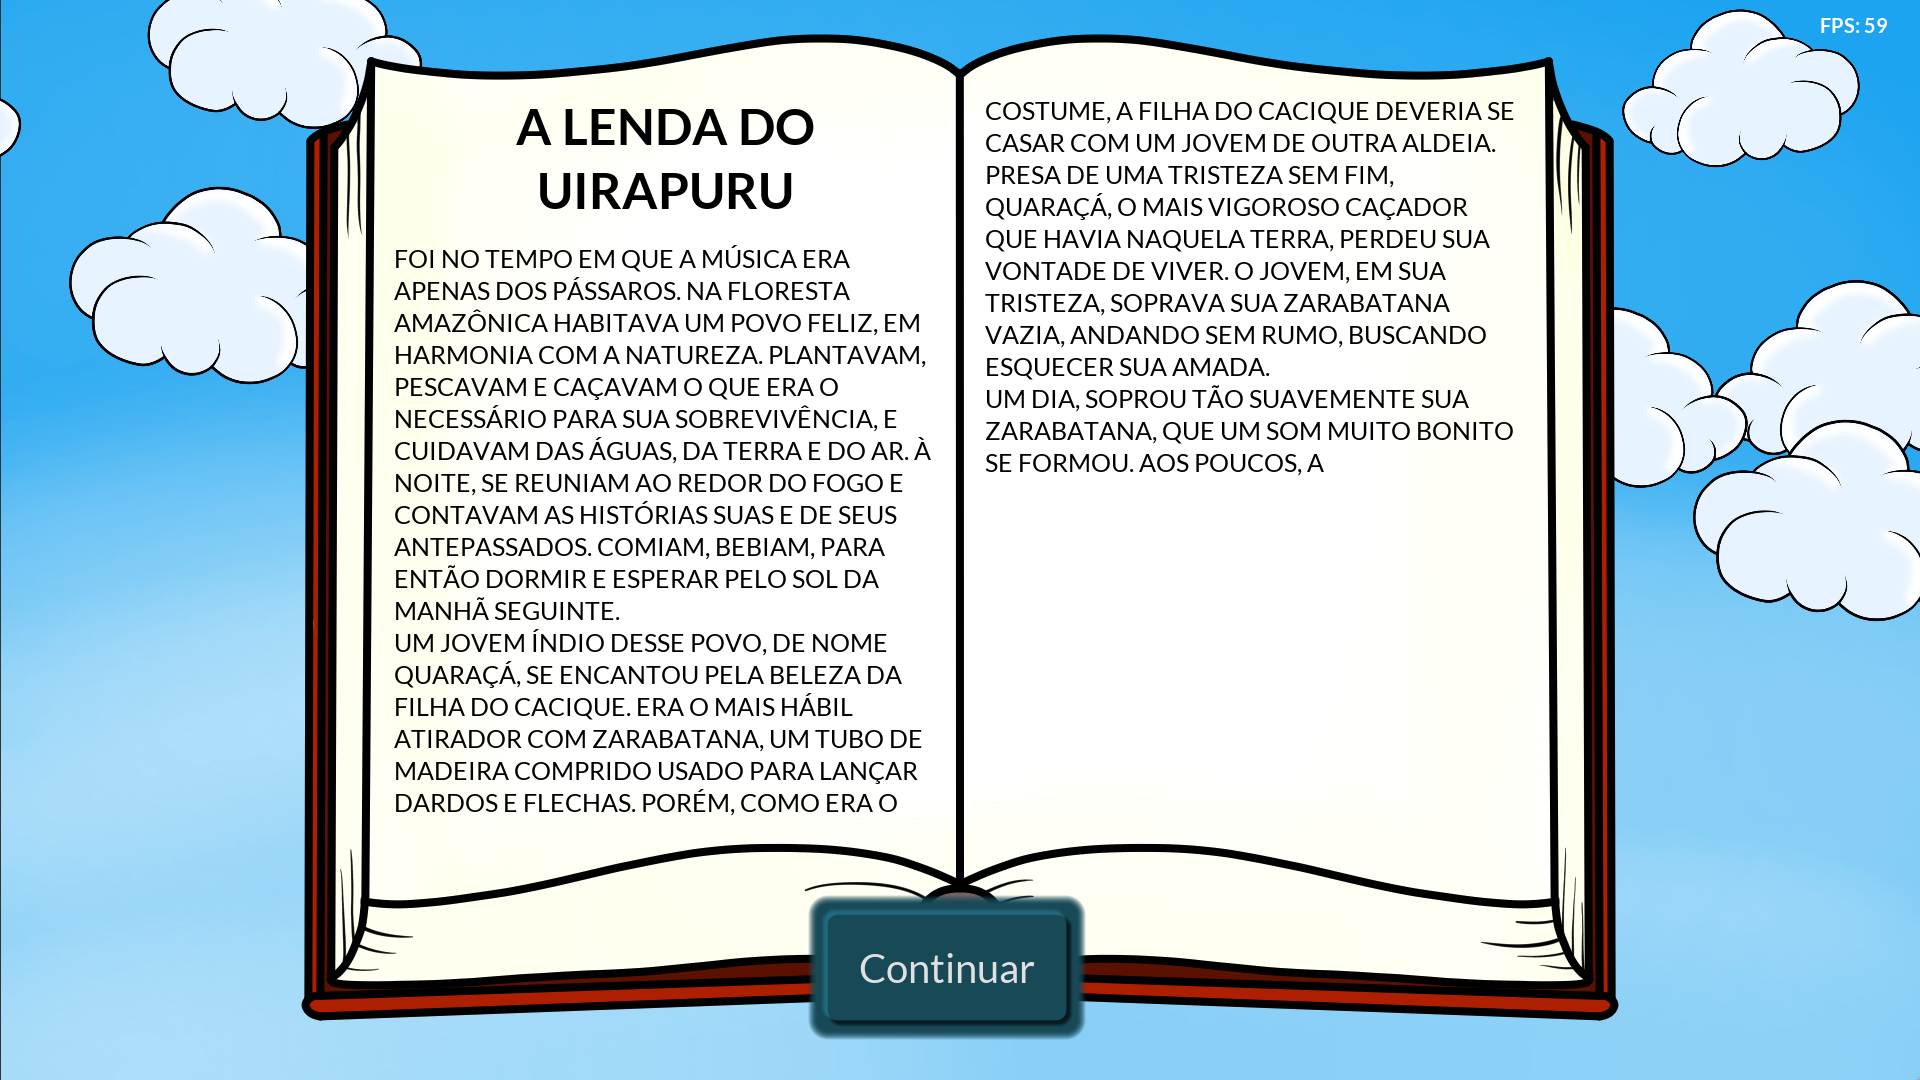 FPS: 59
A LENDA DO
UIRAPURU
FOI NO TEMPO EM QUE A MÚSICA ERA
APENAS DOS PÁSSAROS. NA FLORESTA
AMAZÔNICA HABITAVA UM POVO FELIZ, EM
HARMONIA COM A NATUREZA. PLANTAVAM,
PESCAVAM E CAÇAVAM O QUE ERA O
NECESSÁRIO PARA SUA SOBREVIVÊNCIA, E
CUIDAVAM DAS ÁGUAS, DA TERRA E DO AR. À
NOITE, SE REUNIAM AO REDOR DO FOGO E
CONTAVAM AS HISTÓRIAS SUAS E DE SEUS
ANTEPASSADOS. COMIAM, BEBIAM, PARA
ENTÃO DORMIR E ESPERAR PELO SOL DA
MANHÃ SEGUINTE.
UM JOVEM ÍNDIO DESSE POVO, DE NOME
QUARAÇÁ, SE ENCANTOU PELA BELEZA DA
FILHA DO CACIQUE. ERA O MAIS HÁBIL
ATIRADOR COM ZARABATANA, UM TUBO DE
MADEIRA COMPRIDO USADO PARA LANÇAR
DARDOS E FLECHAS. PORÉM, COMO ERA O
COSTUME, A FILHA DO CACIQUE DEVERIA SE
CASAR COM UM JOVEM DE OUTRA ALDEIA.
PRESA DE UMA TRISTEZA SEM FIM,
QUARAÇÁ, O MAIS VIGOROSO CAÇADOR
QUE HAVIA NAQUELA TERRA, PERDEU SUA
VONTADE DE VIVER. O JOVEM, EM SUA
TRISTEZA, SOPRAVA SUA ZARABATANA
VAZIA, ANDANDO SEM RUMO, BUSCANDO
ESQUECER SUA AMADA.
UM DIA, SOPROU TÃO SUAVEMENTE SUA
ZARABATANA, QUE UM SOM MUITO BONITO
SE FORMOU. AOS POUCOS, A
Continuar